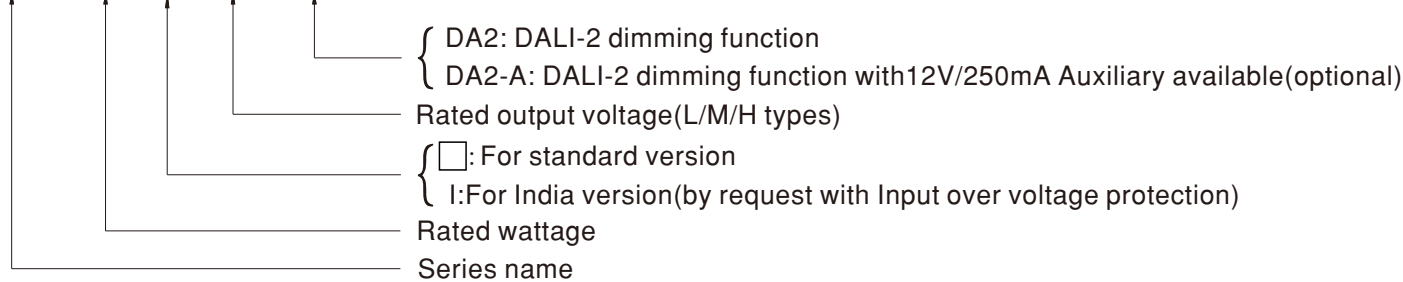 DA2: DALI-2 dimming function
DA2-A: DALI-2 dimming function with12V/250mA Auxiliary available(optional)
Rated output voltage(L/M/H types)
□: For standard version
I:For India version(by request with Input over voltage protection)
Rated wattage
Series name